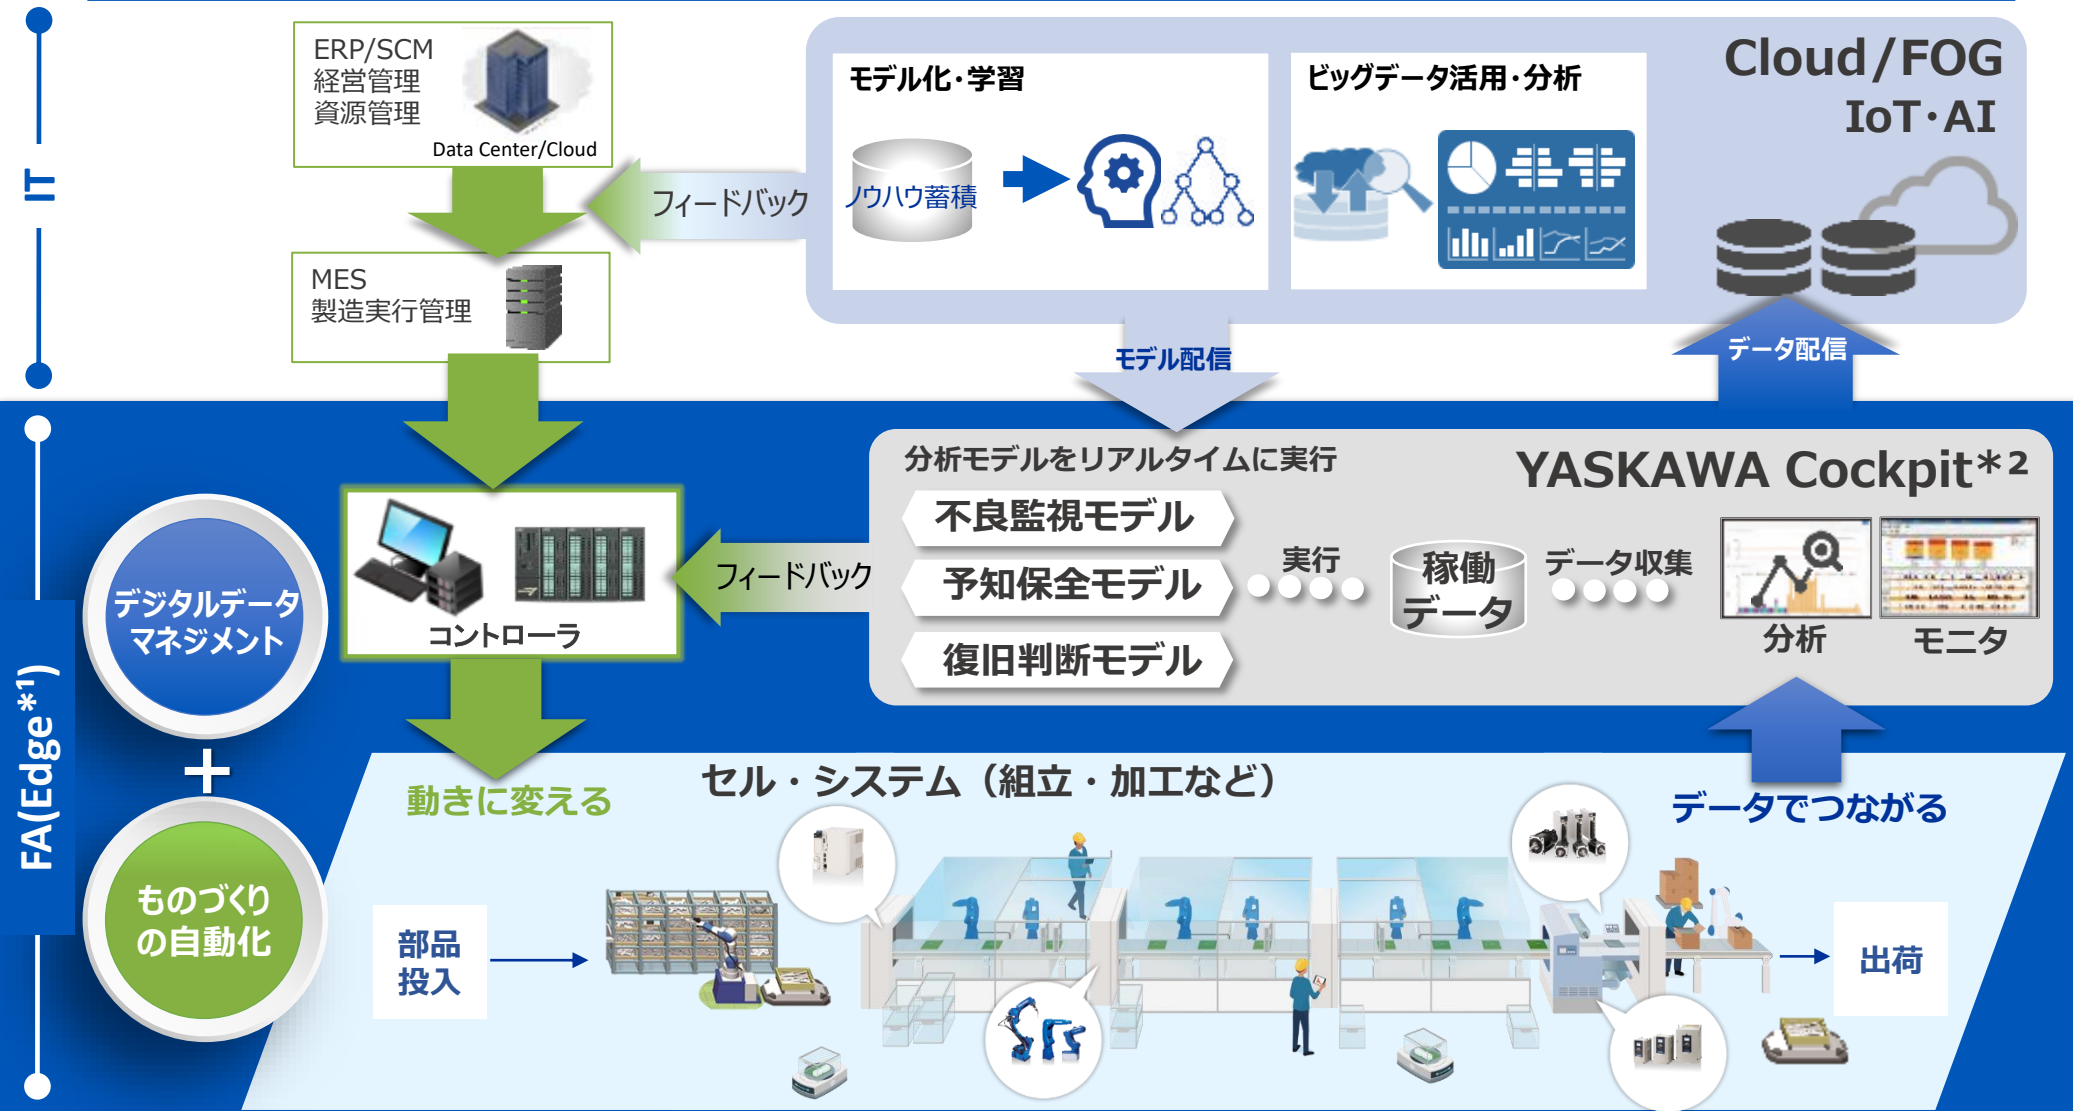 IT
ERP/SCM
経営管理
資源管理
Data Center/Cloud
フィードバック
モデル化・学習
ノウハウ蓄積
ビッグデータ活用・分析
Cloud/FOG
IoT・AI
MES
製造実行管理
モデル配信
データ配信
FA(Edge*1)
デジタルデータ
マネジメント
+
ものづくり
の自動化
コントローラ
フィードバック
分析モデルをリアルタイムに実行
YASKAWA Cockpit*2
不良監視モデル
予知保全モデル
復旧判断モデル
実行
稼働
データ
データ収集
分析
モニタ
動きに変える
セル・システム（組立・加工など）
データでつながる
部品
投入
出荷